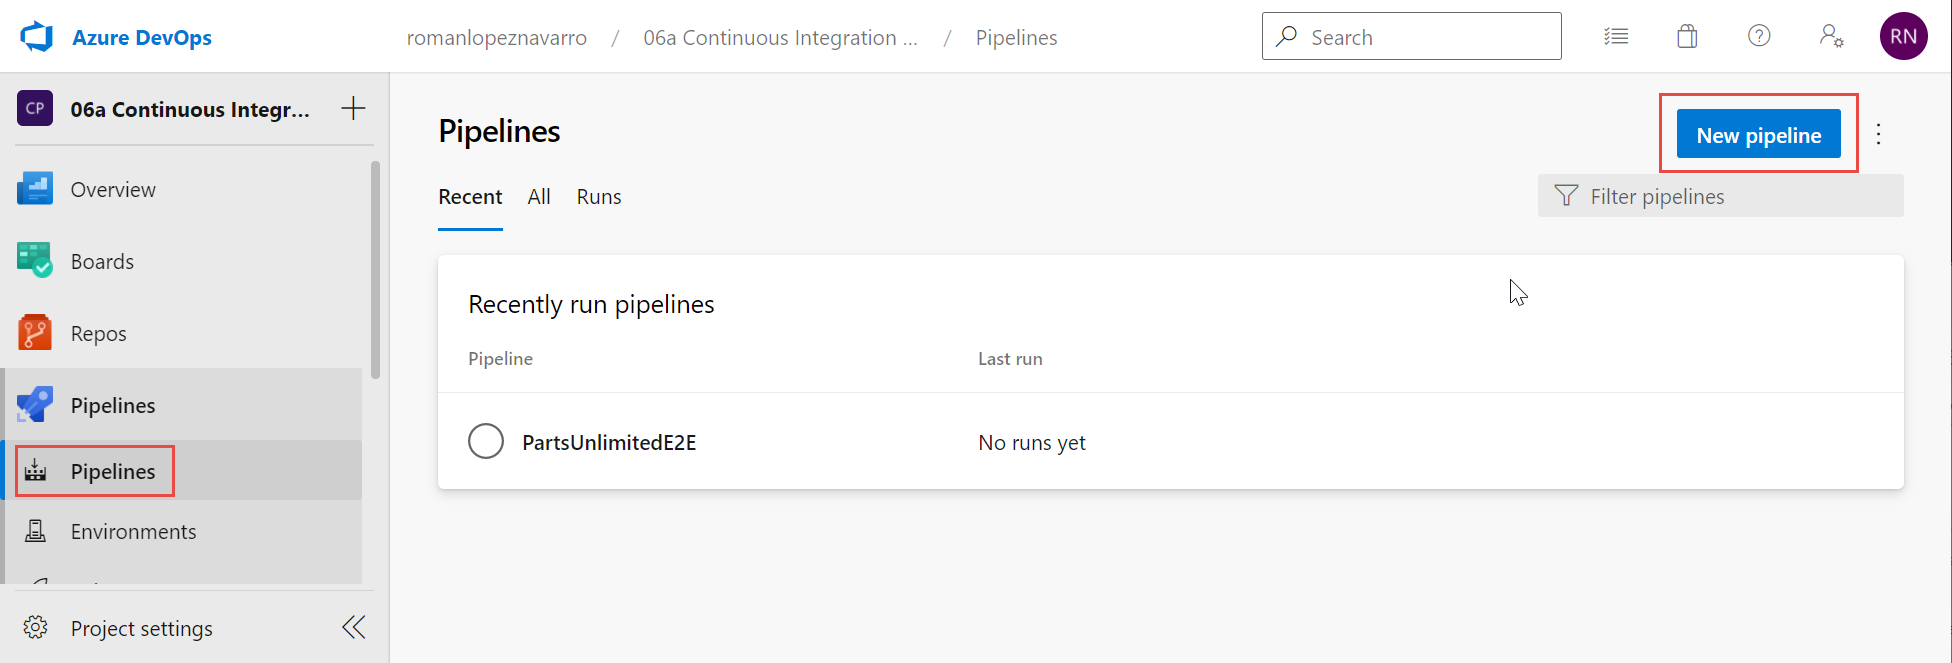 Azure DevOps
romanlopeznavarro / 06a Continuous Integration ... / Pipelines
Search
RN
CP
06a Continuous Integr...
Overview
Boards
Repos
Pipelines
Pipelines
Environments
Project settings
Pipelines
New pipeline
Recent All Runs
Filter pipelines
Recently run pipelines
Pipeline Last run
PartsUnlimitedE2E No runs yet